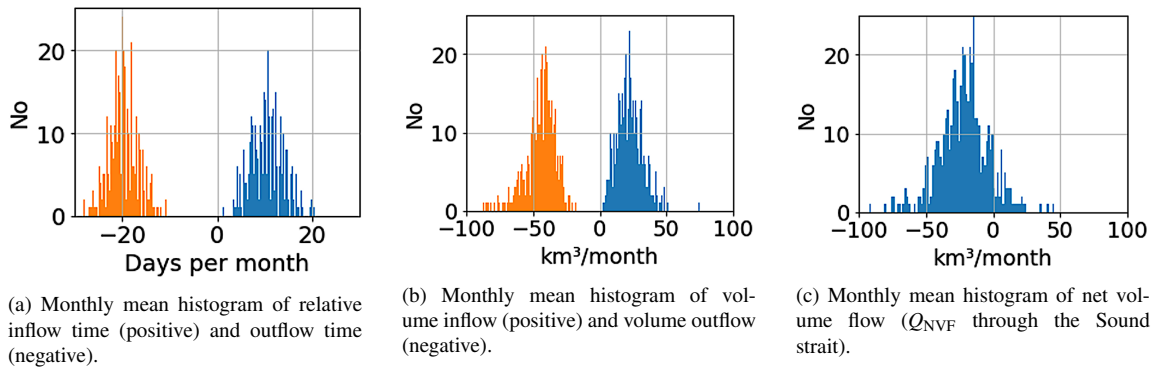 No
20
10
0
−20
0
20
Days per month
(a) Monthly mean histogram of relative
inflow time (positive) and outflow time
(negative).
No
20
10
0
−100
−50
0
50
100
km³/month
(b) Monthly mean histogram of vol-
ume inflow (positive) and volume outflow
(negative).
No
20
10
0
−100
−50
0
50
100
km³/month
(c) Monthly mean histogram of net vol-
ume flow (QNVF through the Sound
strait).